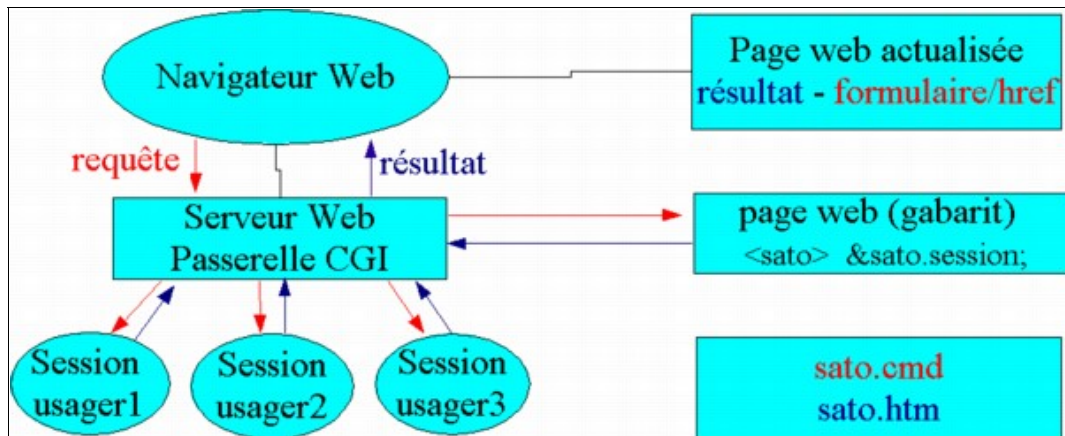 Navigateur Web
Page web actualisée
résultat - formulaire/href
requête
résultat
Serveur Web
Passerelle CGI
page web (gabarit)
<sato> &sato.session;
Session
usager1
Session
usager2
Session
usager3
sato.cmd
sato.htm